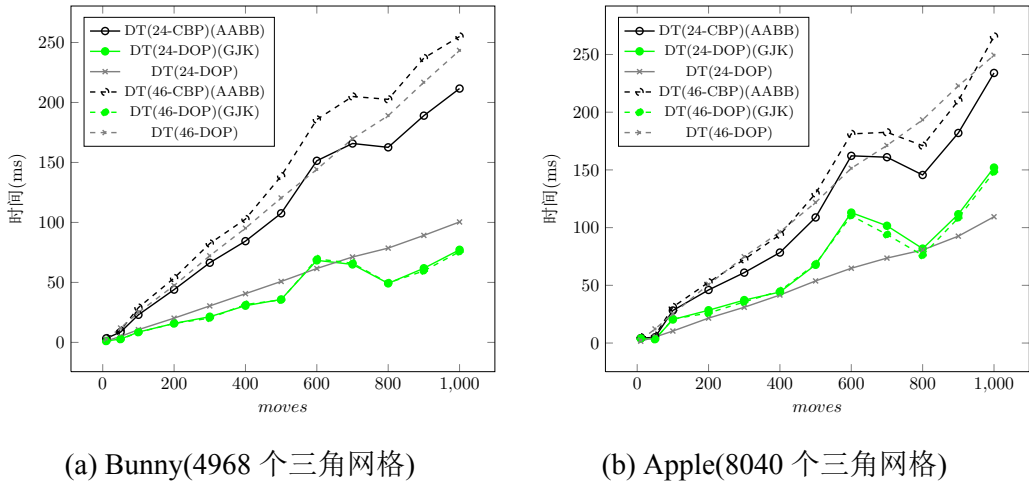 DT(24-CBP)(AABB)
DT(24-DOP)(GJK)
DT(24-DOP)
DT(46-CBP)(AABB)
DT(46-DOP)(GJK)
DT(46-DOP)
250
200
150
100
50
0
时间(ms)
0 200 400 600 800 1,000
moves
(a) Bunny(4968 个三角网格)
DT(24-CBP)(AABB)
DT(24-DOP)(GJK)
DT(24-DOP)
DT(46-CBP)(AABB)
DT(46-DOP)(GJK)
DT(46-DOP)
250
200
150
100
50
0
时间(ms)
0 200 400 600 800 1,000
moves
(b) Apple(8040 个三角网格)